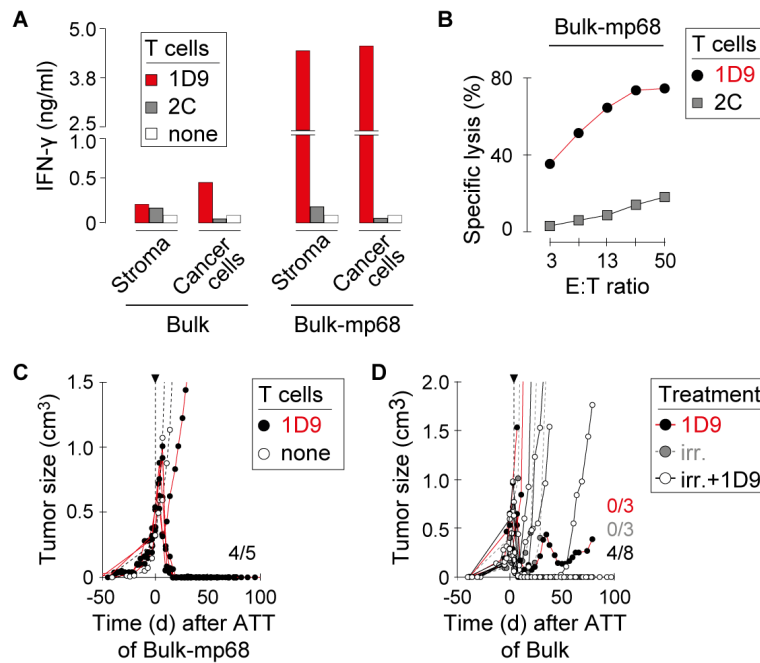 A
IFN-γ (ng/ml)
5.0
3.8
2.5
1.0
0.5
0
T cells
1D9
2C
none
Stroma
Cancer
cells
Stroma
Cancer
cells
Bulk
Bulk-mp68
B
Bulk-mp68
T cells
1D9
2C
Specific lysis (%)
80
40
0
3
13
50
E:T ratio
C
Tumor size (cm³)
1.5
1.0
0.5
0
T cells
1D9
none
4/5
-50
0
50
100
Time (d) after ATT
of Bulk-mp68
D
Tumor size (cm³)
2.0
1.5
1.0
0.5
0
Treatment
1D9
irr.
irr.+1D9
0/3
0/3
4/8
-50
0
50
100
Time (d) after ATT
of Bulk